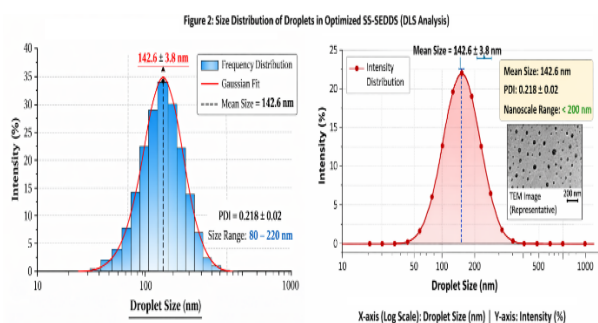 Figure 2: Size Distribution of Droplets in Optimized SS-SEDDS (DLS Analysis)
142.6 ± 3.8 nm
Frequency Distribution
Gaussian Fit
Mean Size = 142.6 nm
Intensity (%)
40
35
30
25
20
15
10
5
0
PDI = 0.218 ± 0.02
Size Range: 80 – 220 nm
10
100
1000
Droplet Size (nm)
Mean Size = 142.6 ± 3.8 nm
Intensity
Distribution
Mean Size: 142.6 nm
PDI: 0.218 ± 0.02
Nanoscale Range: < 200 nm
TEM Image
(Representative)
200 nm
Intensity (%)
25
20
15
10
5
0
10
20
50
100
200
500
1000
Droplet Size (nm)
X-axis (Log Scale): Droplet Size (nm) | Y-axis: Intensity (%)